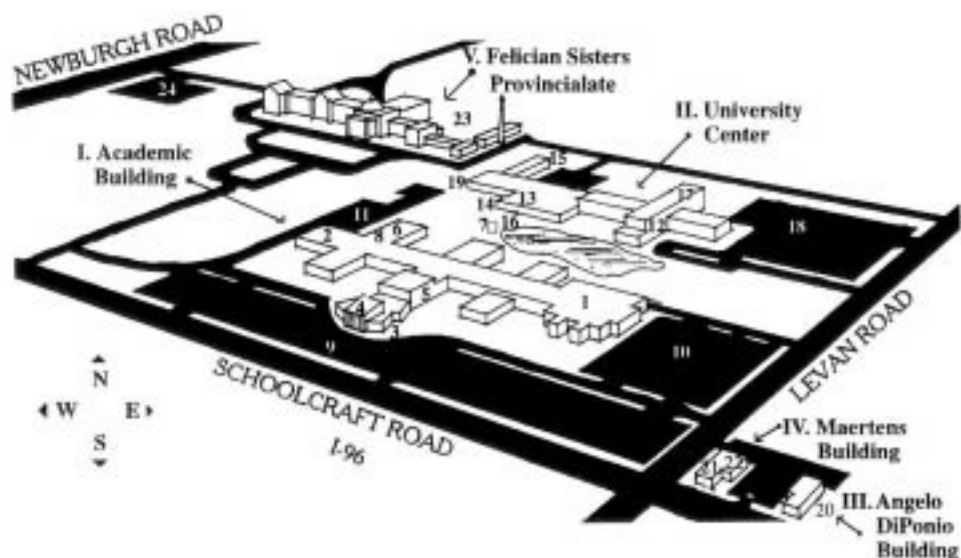 NEWBURGH ROAD
24
V. Felician Sisters
Provincialate
23
II. University
Center
I. Academic
Building
15
19
13
14
17
12
11
7
16
18
2
8
6
5
1
4
3
9
10
LEVAN ROAD
SCHOOLCRAFT ROAD
I-96
N
W E
S
IV. Maertens
Building
21 22
20
III. Angelo
DiPonio
Building